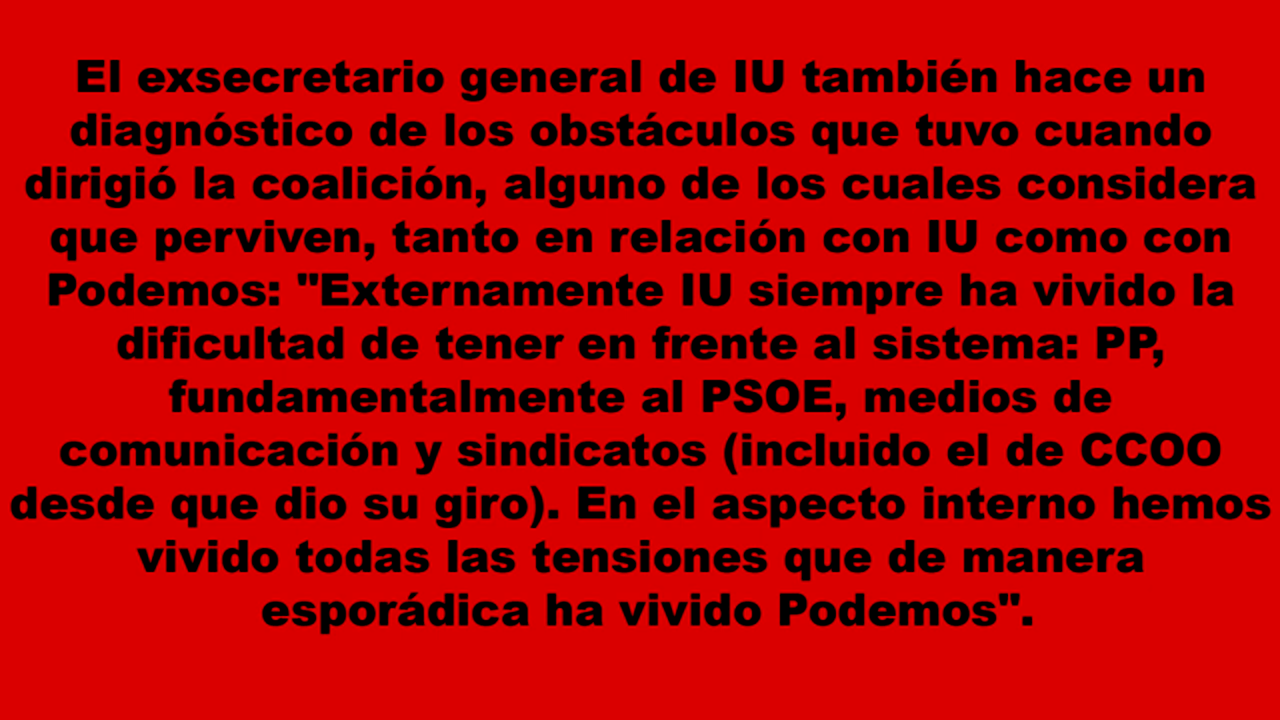 El exsecretario general de IU también hace un
diagnóstico de los obstáculos que tuvo cuando
dirigió la coalición, alguno de los cuales considera
que perviven, tanto en relación con IU como con
Podemos: "Externamente IU siempre ha vivido la
dificultad de tener en frente al sistema: PP,
fundamentalmente al PSOE, medios de
comunicación y sindicatos (incluido el de CCOO
desde que dio su giro). En el aspecto interno hemos
vivido todas las tensiones que de manera
esporádica ha vivido Podemos".